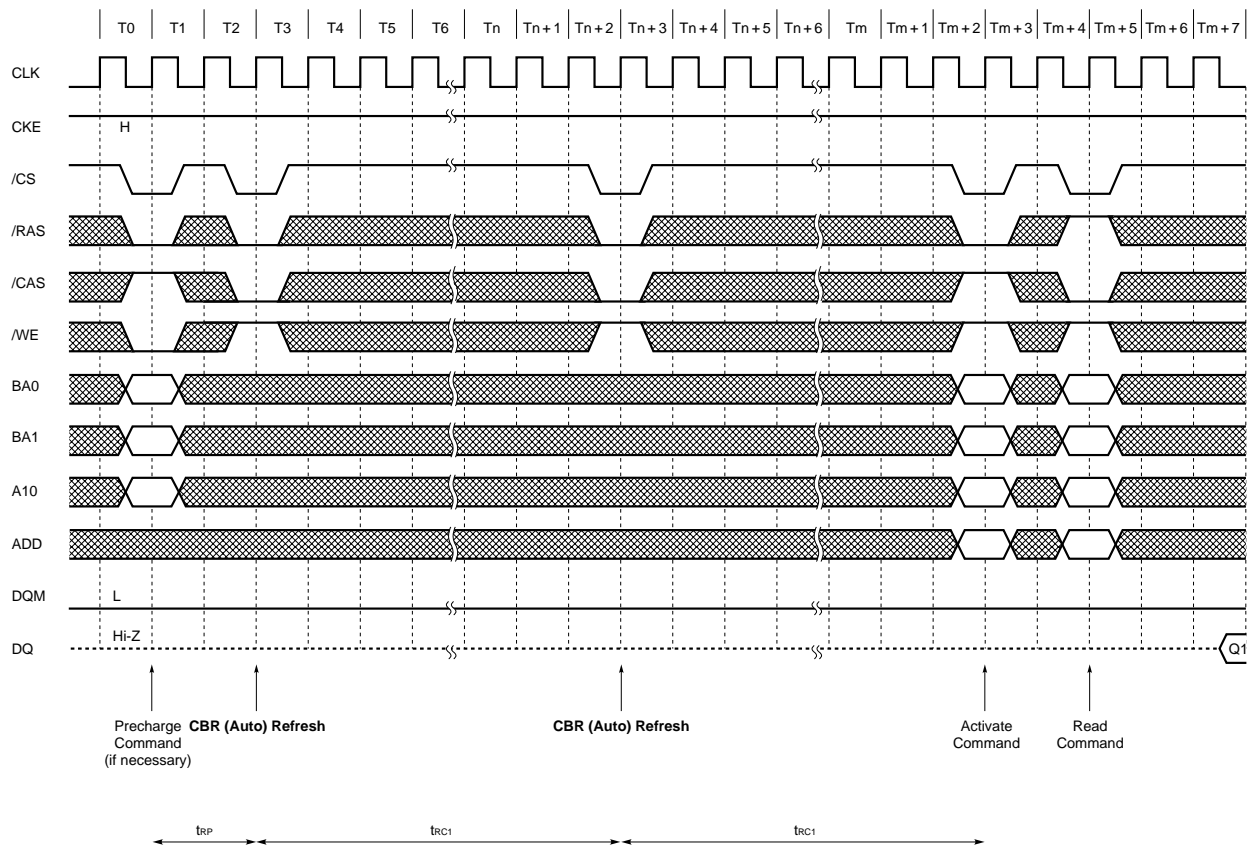 T0 T1 T2 T3 T4 T5 T6 Tn Tn + 1 Tn + 2 Tn + 3 Tn + 4 Tn + 5 Tn + 6 Tm Tm + 1 Tm + 2 Tm + 3 Tm + 4 Tm + 5 Tm + 6 Tm + 7
CLK
CKE
H
/CS
/RAS
/CAS
/WE
BA0
BA1
A10
ADD
DQM
L
DQ
Hi-Z
Q1
Precharge
Command
(if necessary)
CBR (Auto) Refresh
CBR (Auto) Refresh
Activate
Command
Read
Command
tRP
tRC1
tRC1